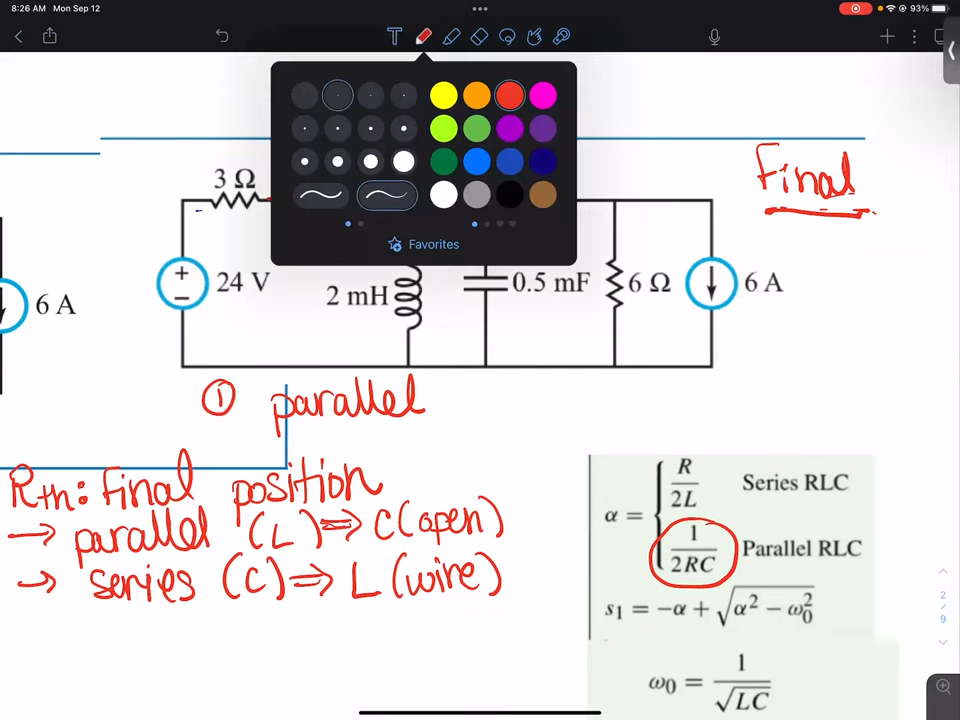 8:26 AM Mon Sep 12
93%
T
Favorites
3 Ω
Final
+
−
24 V
2 mH
0.5 mF
6 Ω
6 A
6 A
① parallel
Rth: final position
→ parallel (L) ⇒ C(open)
→ series (C) ⇒ L (wire)
α = { R/2L Series RLC
1/2RC Parallel RLC
s₁ = −α + √(α² − ω₀²)
ω₀ = 1/√LC
2/9